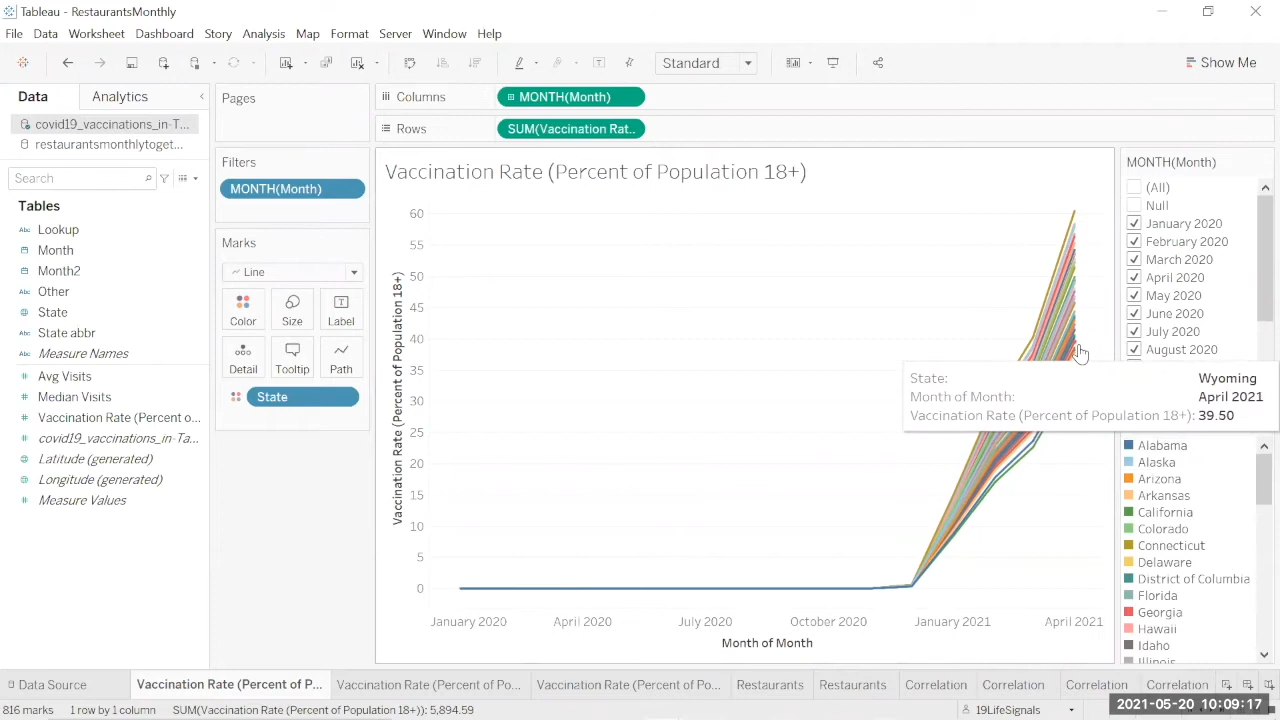 Tableau - RestaurantsMonthly
File Data Worksheet Dashboard Story Analysis Map Format Server Window Help
Standard
Show Me
Data Analytics
covid19_vaccinations_in-T...
restaurantsmonthlytoget...
Search
Tables
Abc Lookup
Month
Month2
Abc Other
State
Abc State abbr
Abc Measure Names
Avg Visits
Median Visits
Vaccination Rate (Percent o...
covid19_vaccinations_in-Ta...
Latitude (generated)
Longitude (generated)
Measure Values
Pages
Filters
MONTH(Month)
Marks
Line
Color Size Label
Detail Tooltip Path
State
Columns MONTH(Month)
Rows SUM(Vaccination Rat..
Vaccination Rate (Percent of Population 18+)
Vaccination Rate (Percent of Population 18+)
60
55
50
45
40
35
30
25
20
15
10
5
0
January 2020 April 2020 July 2020 October 2020 January 2021 April 2021
Month of Month
State: Wyoming
Month of Month: April 2021
Vaccination Rate (Percent of Population 18+): 39.50
MONTH(Month)
(All)
Null
January 2020
February 2020
March 2020
April 2020
May 2020
June 2020
July 2020
August 2020
Alabama
Alaska
Arizona
Arkansas
California
Colorado
Connecticut
Delaware
District of Columbia
Florida
Georgia
Hawaii
Idaho
Illinois
Data Source Vaccination Rate (Percent of P... Vaccination Rate (Percent of Po... Vaccination Rate (Percent of Po... Restaurants Restaurants Correlation Correlation Correlation Correlation
816 marks 1 row by 1 column SUM(Vaccination Rate (Percent of Population 18+)): 5,894.59
19LifeSignals
2021-05-20 10:09:17